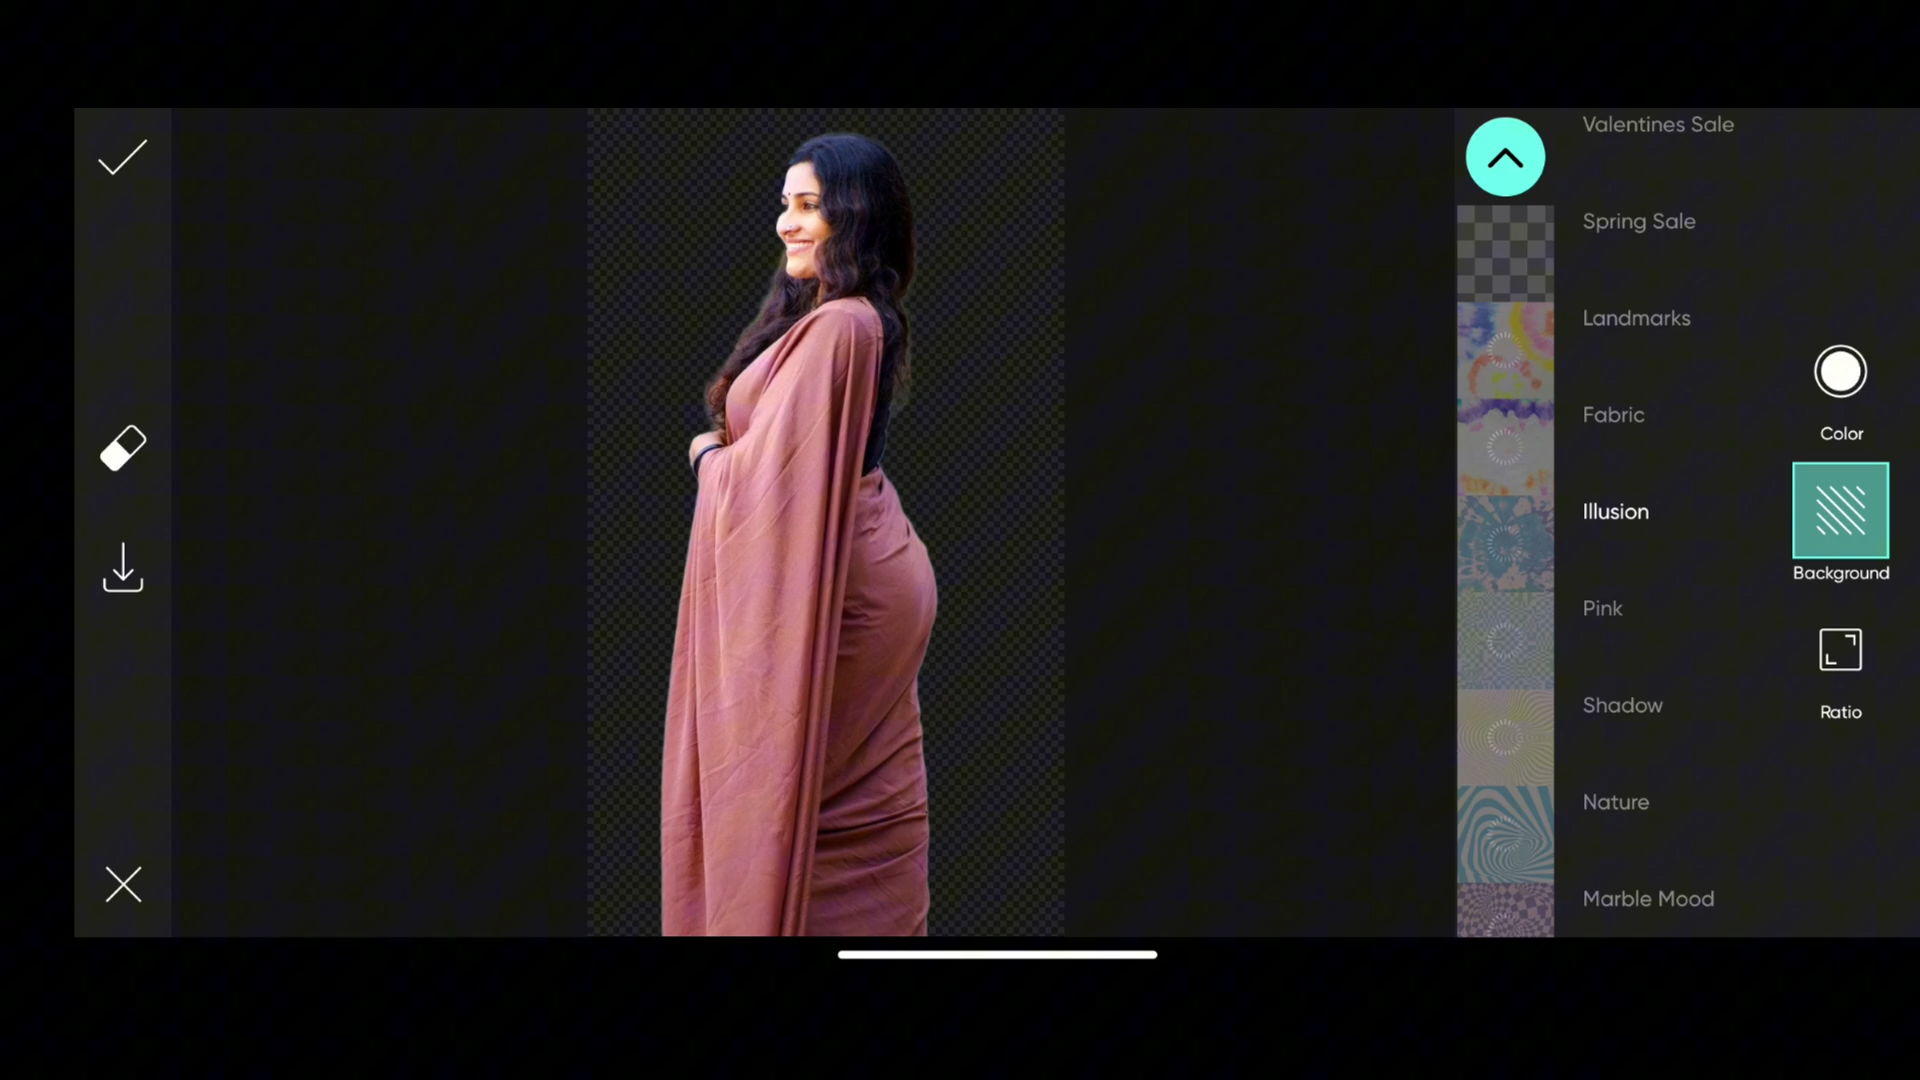 Valentines Sale
Spring Sale
Landmarks
Fabric
Illusion
Pink
Shadow
Nature
Marble Mood
Color
Background
Ratio